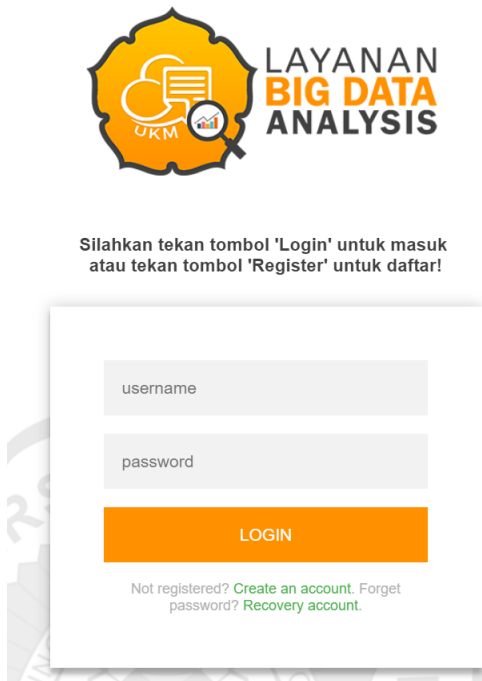 LAYANAN
BIG DATA
ANALYSIS
UKM
Silahkan tekan tombol 'Login' untuk masuk
atau tekan tombol 'Register' untuk daftar!
username
password
LOGIN
Not registered? Create an account. Forget
password? Recovery account.